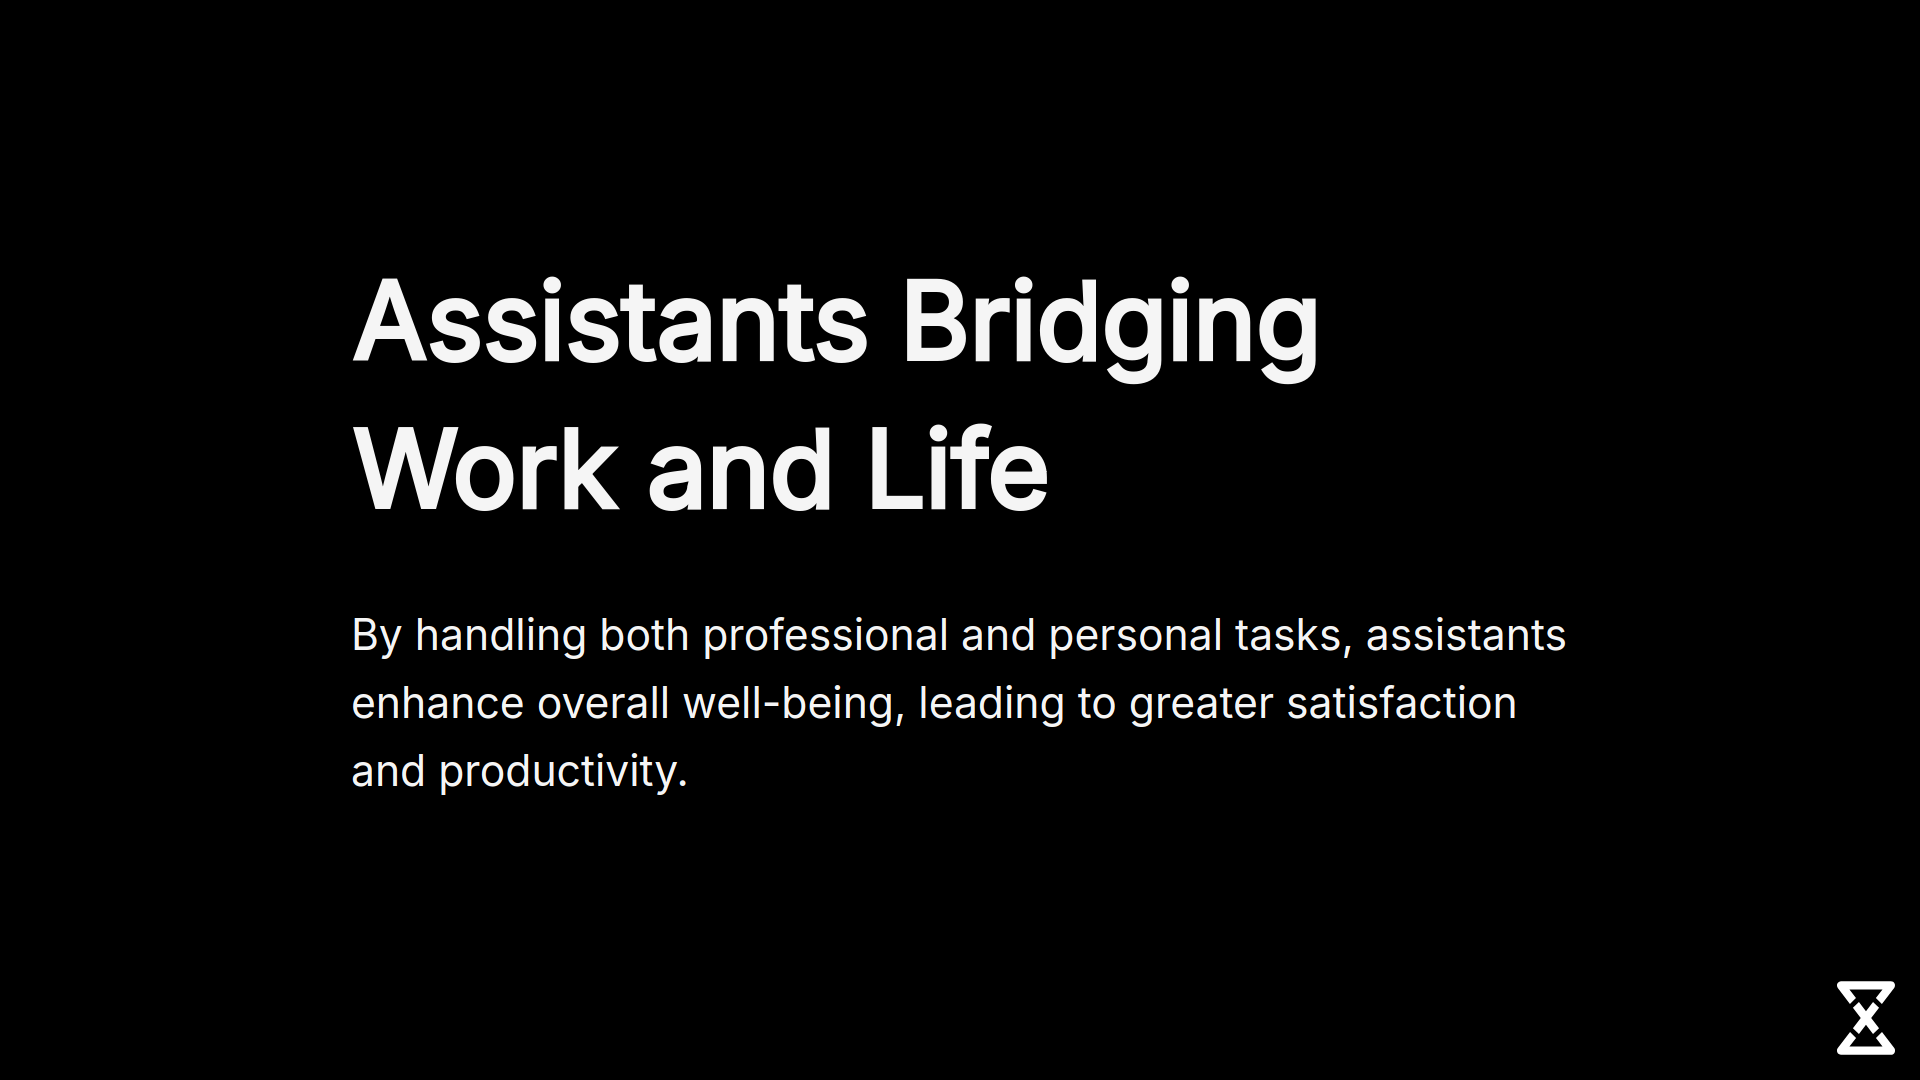 Assistants Bridging
Work and Life
By handling both professional and personal tasks, assistants
enhance overall well-being, leading to greater satisfaction
and productivity.